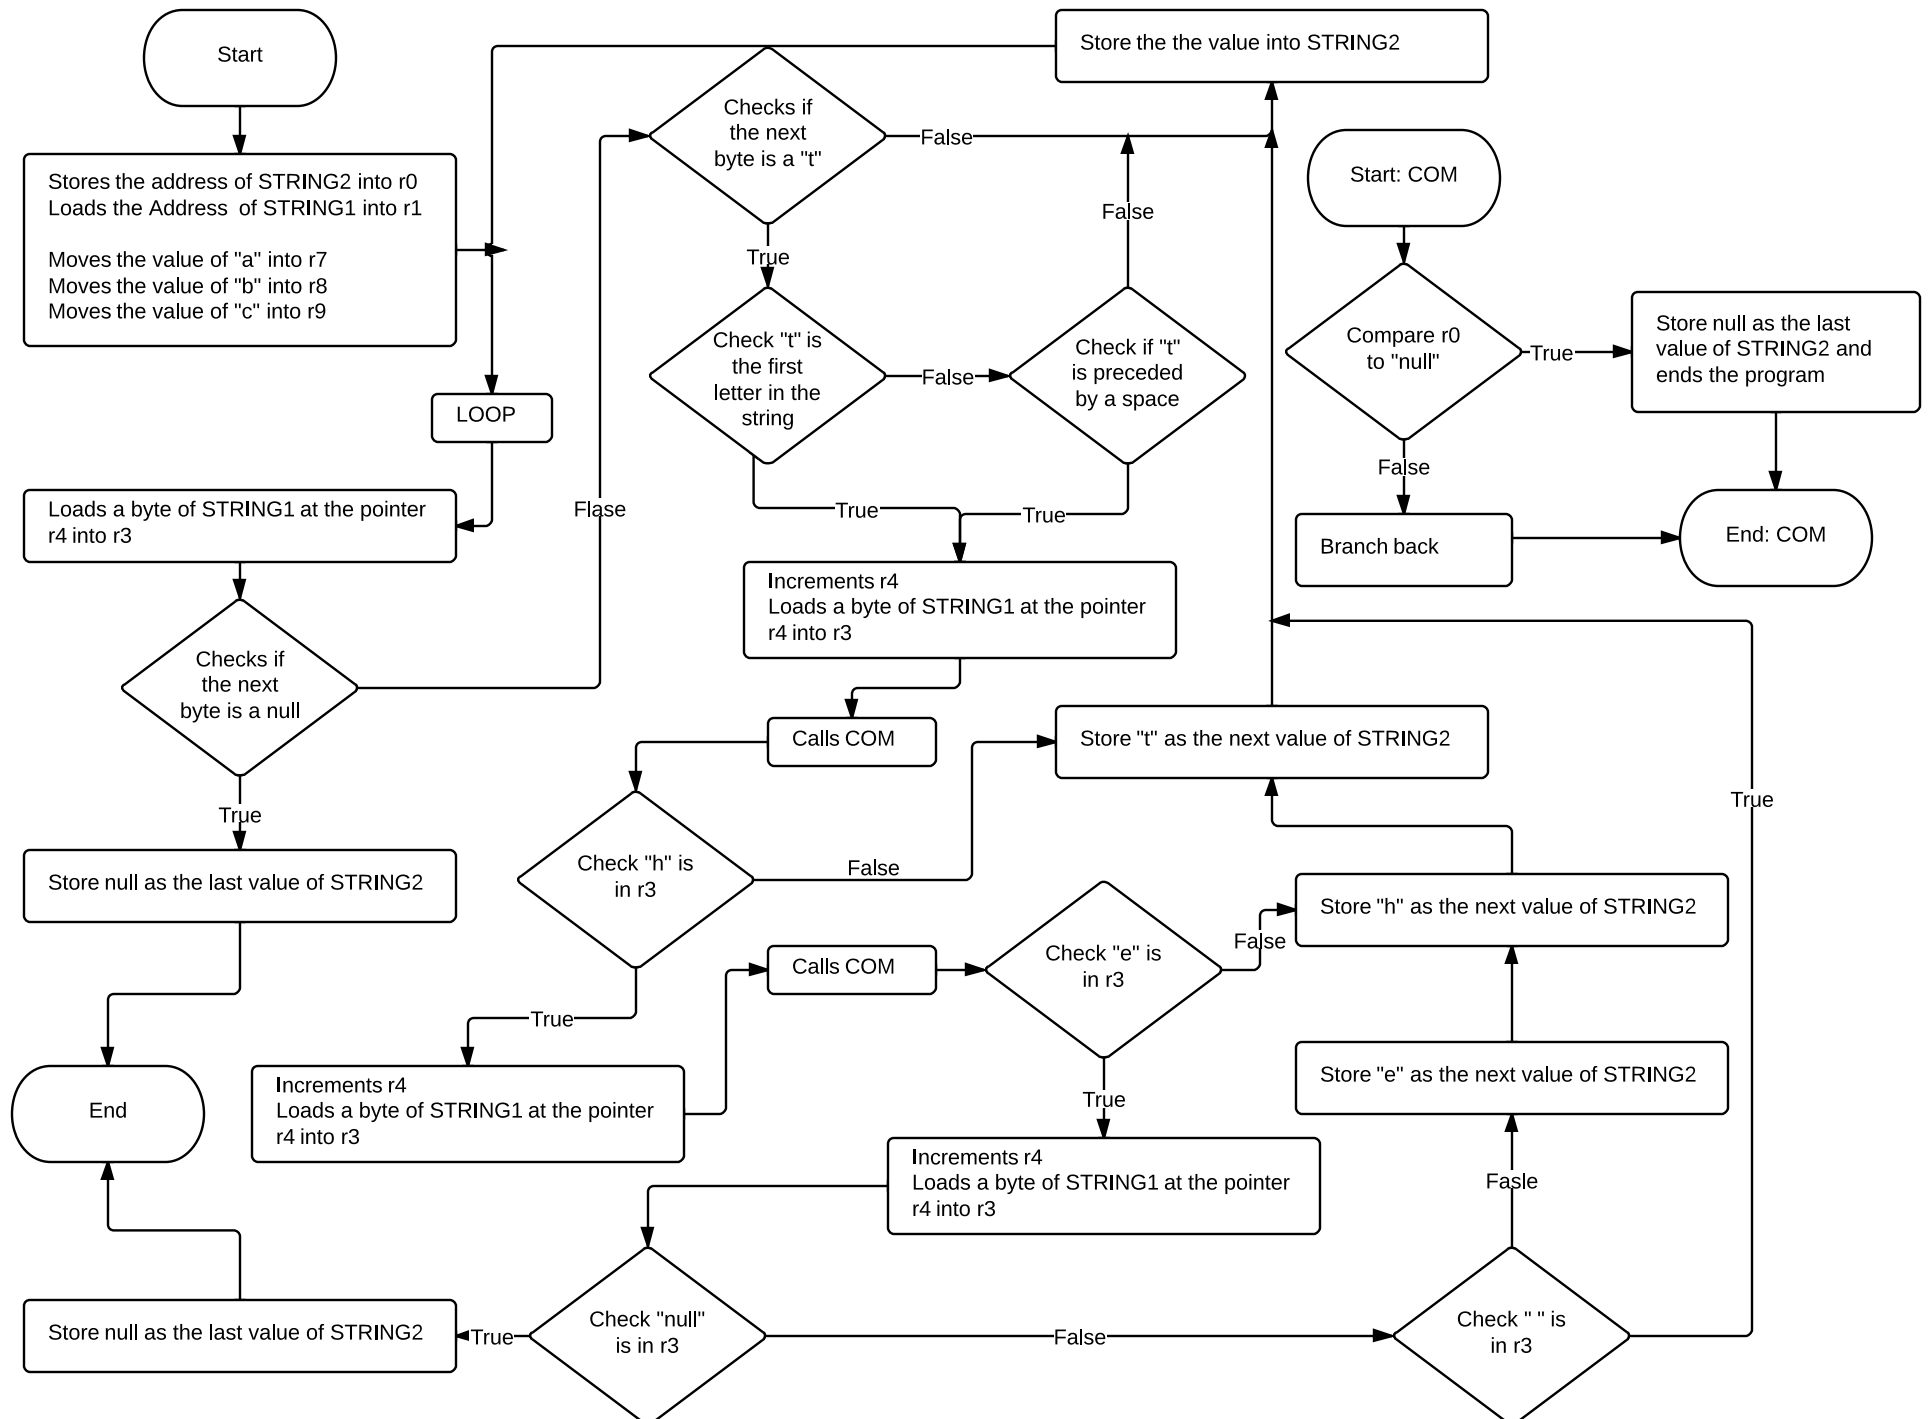 Start
Stores the address of STRING2 into r0
Loads the Address of STRING1 into r1
Moves the value of "a" into r7
Moves the value of "b" into r8
Moves the value of "c" into r9
LOOP
Loads a byte of STRING1 at the pointer
r4 into r3
Checks if
the next
byte is a null
True
Store null as the last value of STRING2
End
Flase
Checks if
the next
byte is a "t"
False
Store the the value into STRING2
True
Check "t" is
the first
letter in the
string
False
Check if "t"
is preceded
by a space
False
True
True
Increments r4
Loads a byte of STRING1 at the pointer
r4 into r3
Calls COM
Check "h" is
in r3
False
Store "t" as the next value of STRING2
True
Increments r4
Loads a byte of STRING1 at the pointer
r4 into r3
Calls COM
Check "e" is
in r3
False
Store "h" as the next value of STRING2
Store "e" as the next value of STRING2
True
Increments r4
Loads a byte of STRING1 at the pointer
r4 into r3
Check "null"
is in r3
True
Store null as the last value of STRING2
False
Check " " is
in r3
Fasle
True
Start: COM
Compare r0
to "null"
True
Store null as the last
value of STRING2 and
ends the program
False
Branch back
End: COM